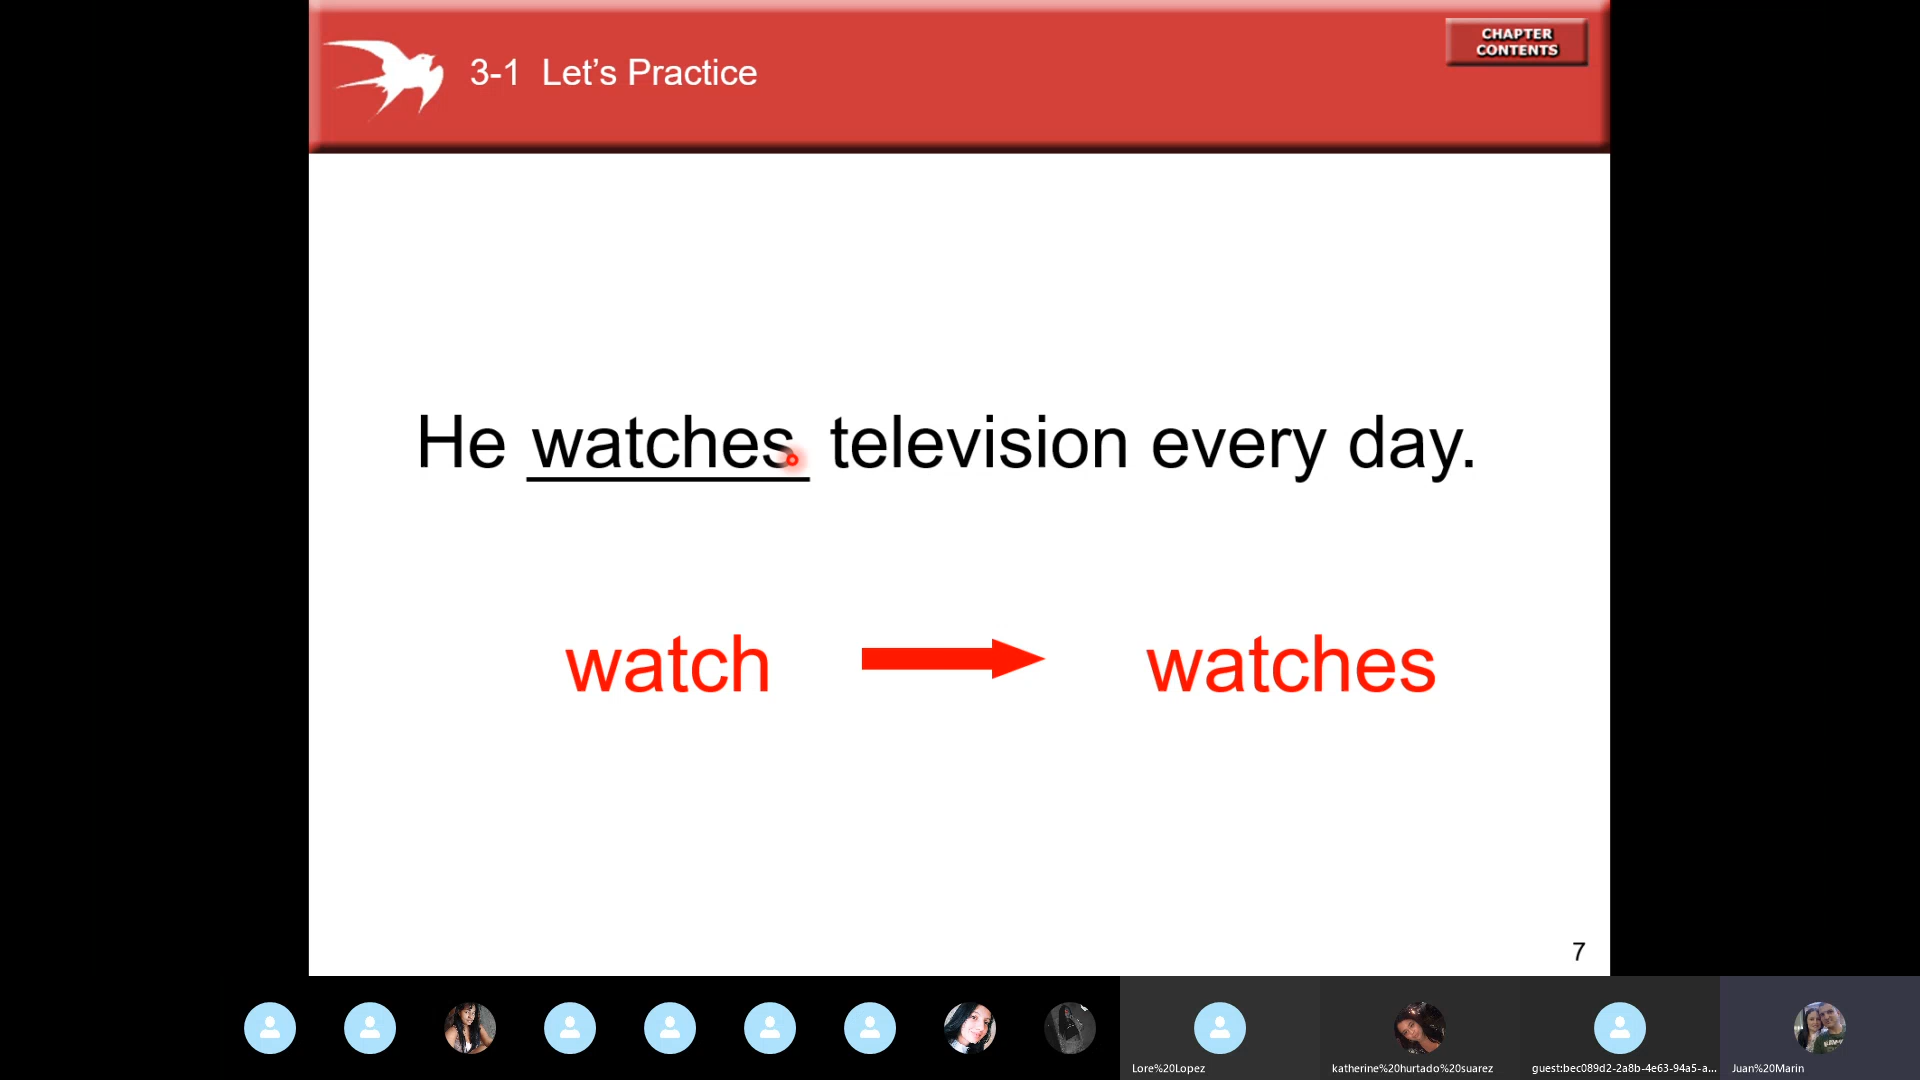 3-1 Let’s Practice
CHAPTER
CONTENTS
He watches television every day.
watch watches
7
Lore%20Lopez
katherine%20hurtado%20suarez
guest:bec089d2-2a8b-4e63-94a5-a...
Juan%20Marin